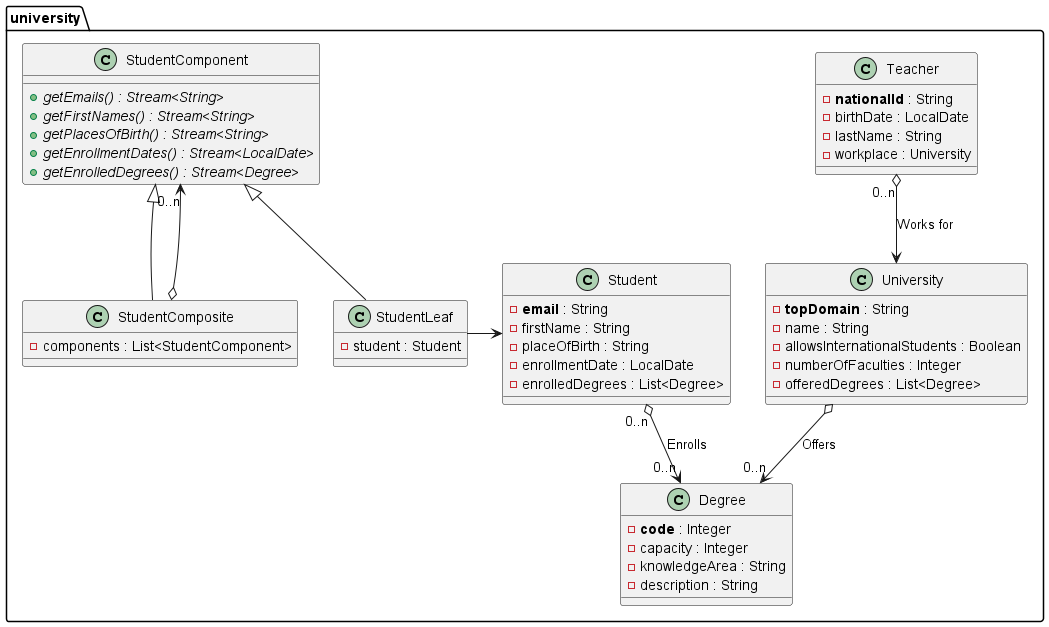 university
C StudentComponent
getEmails() : Stream<String>
getFirstNames() : Stream<String>
getPlacesOfBirth() : Stream<String>
getEnrollmentDates() : Stream<LocalDate>
getEnrolledDegrees() : Stream<Degree>
C Teacher
nationalId : String
birthDate : LocalDate
lastName : String
workplace : University
0..n
0..n
Works for
C StudentComposite
components : List<StudentComponent>
C StudentLeaf
student : Student
C Student
email : String
firstName : String
placeOfBirth : String
enrollmentDate : LocalDate
enrolledDegrees : List<Degree>
C University
topDomain : String
name : String
allowsInternationalStudents : Boolean
numberOfFaculties : Integer
offeredDegrees : List<Degree>
0..n
Enrolls
Offers
0..n
0..n
C Degree
code : Integer
capacity : Integer
knowledgeArea : String
description : String